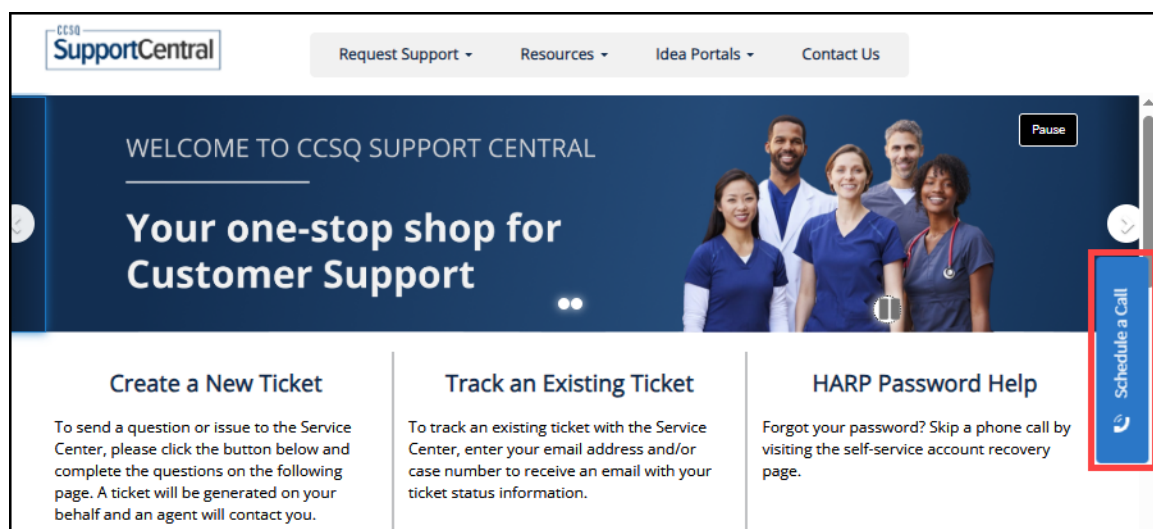 CCSQ
SupportCentral
Request Support
Resources
Idea Portals
Contact Us
WELCOME TO CCSQ SUPPORT CENTRAL
Your one-stop shop for
Customer Support
Pause
Schedule a Call
Create a New Ticket
To send a question or issue to the Service
Center, please click the button below and
complete the questions on the following
page. A ticket will be generated on your
behalf and an agent will contact you.
Track an Existing Ticket
To track an existing ticket with the Service
Center, enter your email address and/or
case number to receive an email with your
ticket status information.
HARP Password Help
Forgot your password? Skip a phone call by
visiting the self-service account recovery
page.